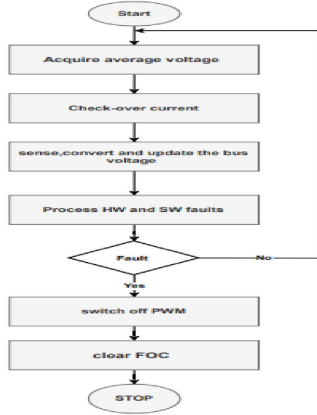 Start
Acquire average voltage
Check-over current
sense,convert and update the bus
voltage
Process HW and SW faults
Fault
No
Yes
switch off PWM
clear FOC
STOP